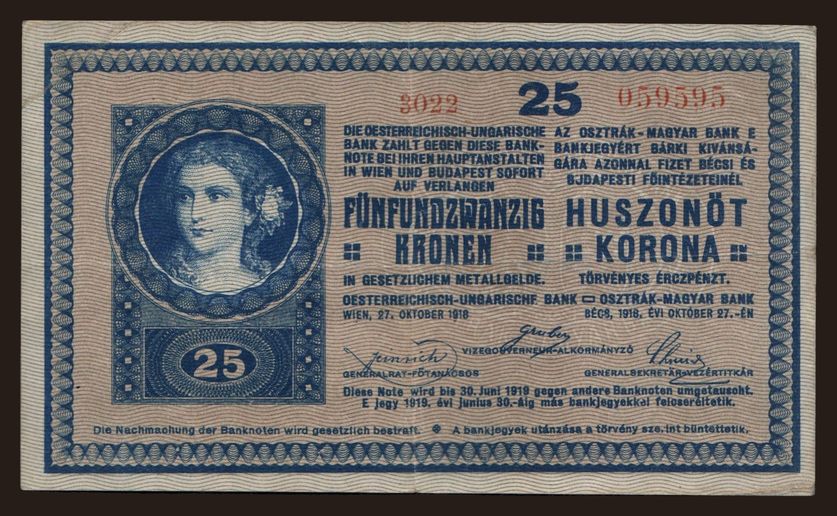 3022 25 059595
DIE OESTERREICHISCH-UNGARISCHE
BANK ZAHLT GEGEN DIESE BANK-
NOTE BEI IHREN HAUPTANSTALTEN
IN WIEN UND BUDAPEST SOFORT
AUF VERLANGEN
FÜNFUNDZWANZIG
KRONEN
IN GESETZLICHEM METALLGELDE.
AZ OSZTRÁK-MAGYAR BANK E
BANKJEGYÉRT BÁRKI KIVÁNSÁ-
GÁRA AZONNAL FIZET BÉCSI ÉS
BJDAPESTI FŐINTÉZETEINÉL
HUSZONÖT
KORONA
TÖRVÉNYES ÉRCZPÉNZT.
OESTERREICHISCH-UNGARISCHF BANK OSZTRÁK-MAGYAR BANK
WIEN, 27. OKTOBER 1918 BÉCS, 1918. ÉVI OKTÓBER 27.-ÉN
Gruber
VIZEGOUVERNEUR-ALKORMÁNYZÓ
GENERALRAT-FŐTANÁCSOS GENERALSEKRETÄR-VEZÉRTITKÁR
25
Diese Note wird bis 30. Juni 1919 gegen andere Banknoten umgetauscht.
E jegy 1919. évi junius 30.-áig más bankjegyekkel felcseréltetik.
Die Nachmachung der Banknoten wird gesetzlich bestraft. A bankjegyek utánzása a törvény sze.int büntettetik.